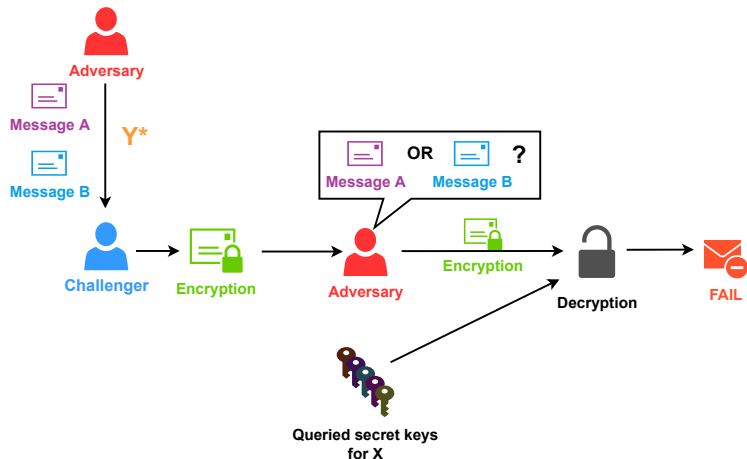 Adversary
Message A
Y*
Message B
OR
?
Message A
Message B
Challenger
Encryption
Adversary
Encryption
Decryption
FAIL
Queried secret keys
for X